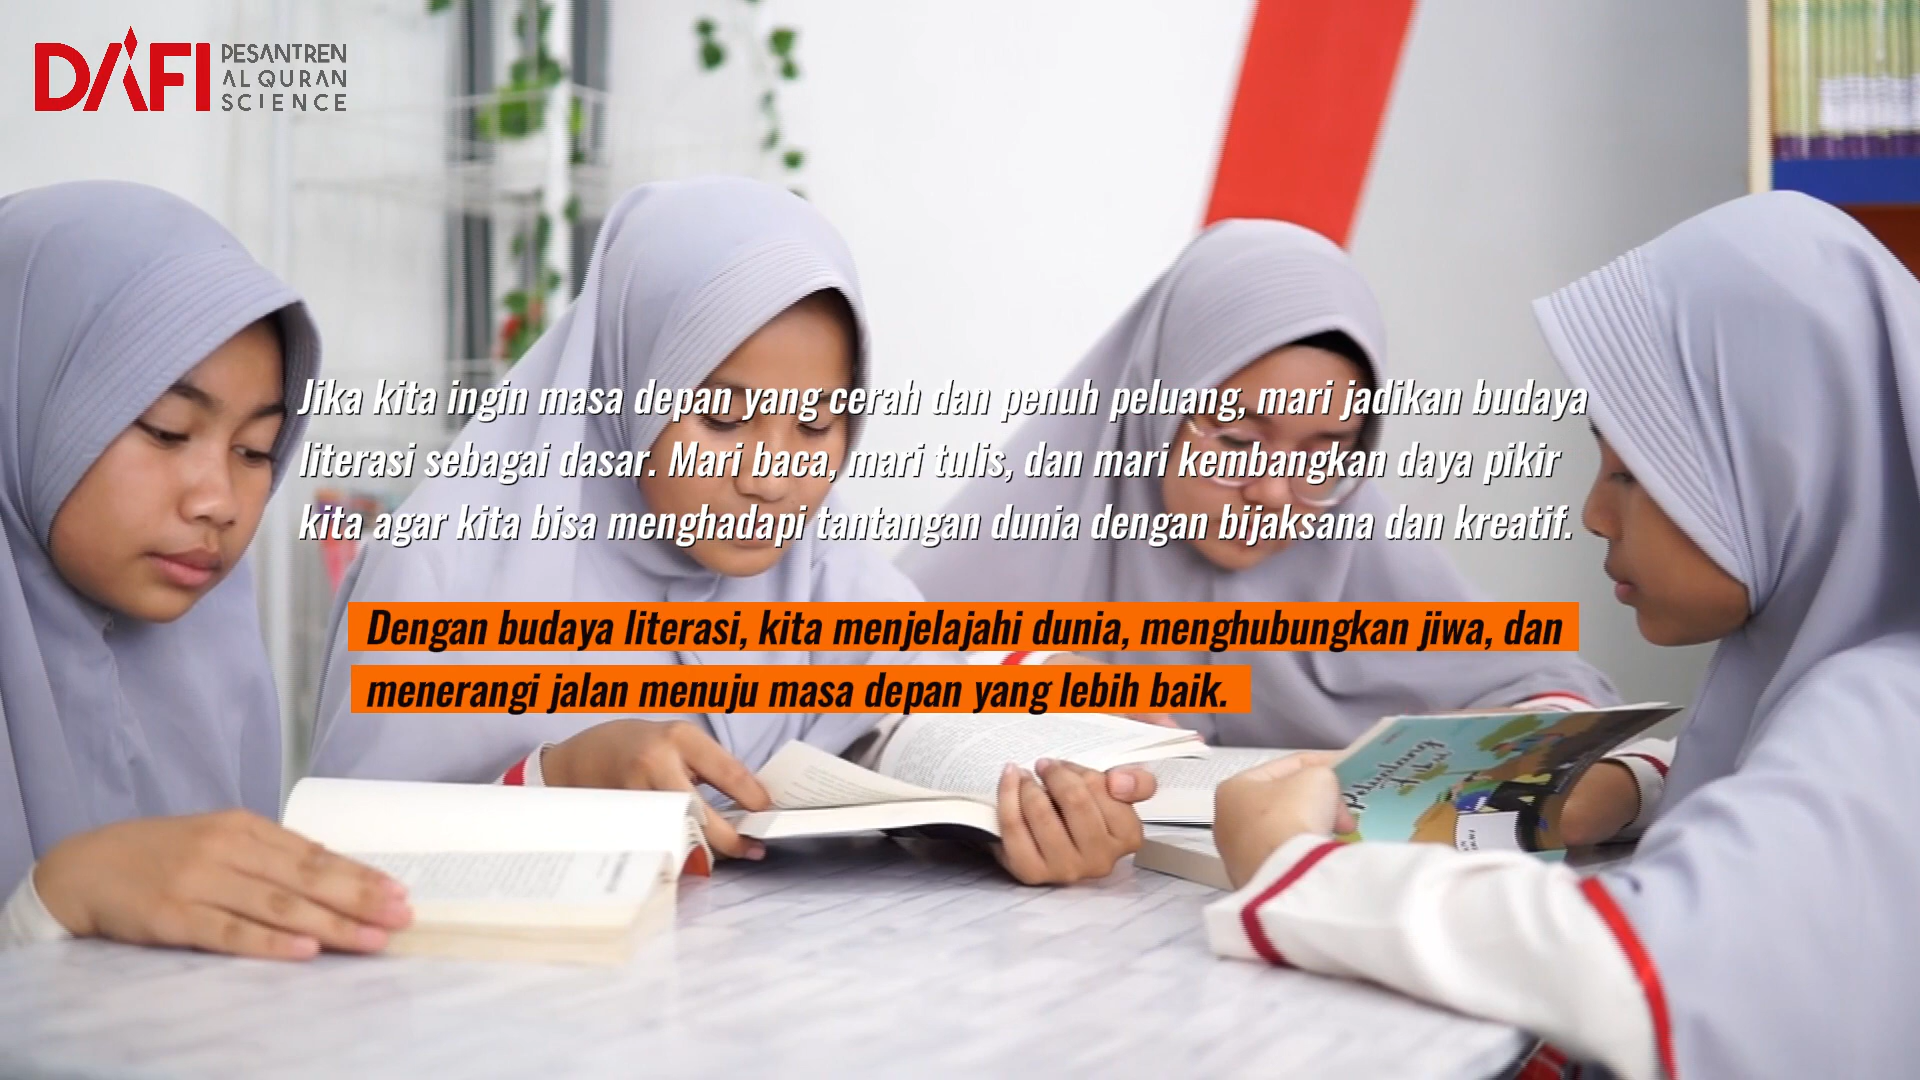 DAFI
PESANTREN
AL QURAN
SCIENCE
Jika kita ingin masa depan yang cerah dan penuh peluang, mari jadikan budaya
literasi sebagai dasar. Mari baca, mari tulis, dan mari kembangkan daya pikir
kita agar kita bisa menghadapi tantangan dunia dengan bijaksana dan kreatif.
Dengan budaya literasi, kita menjelajahi dunia, menghubungkan jiwa, dan
menerangi jalan menuju masa depan yang lebih baik.